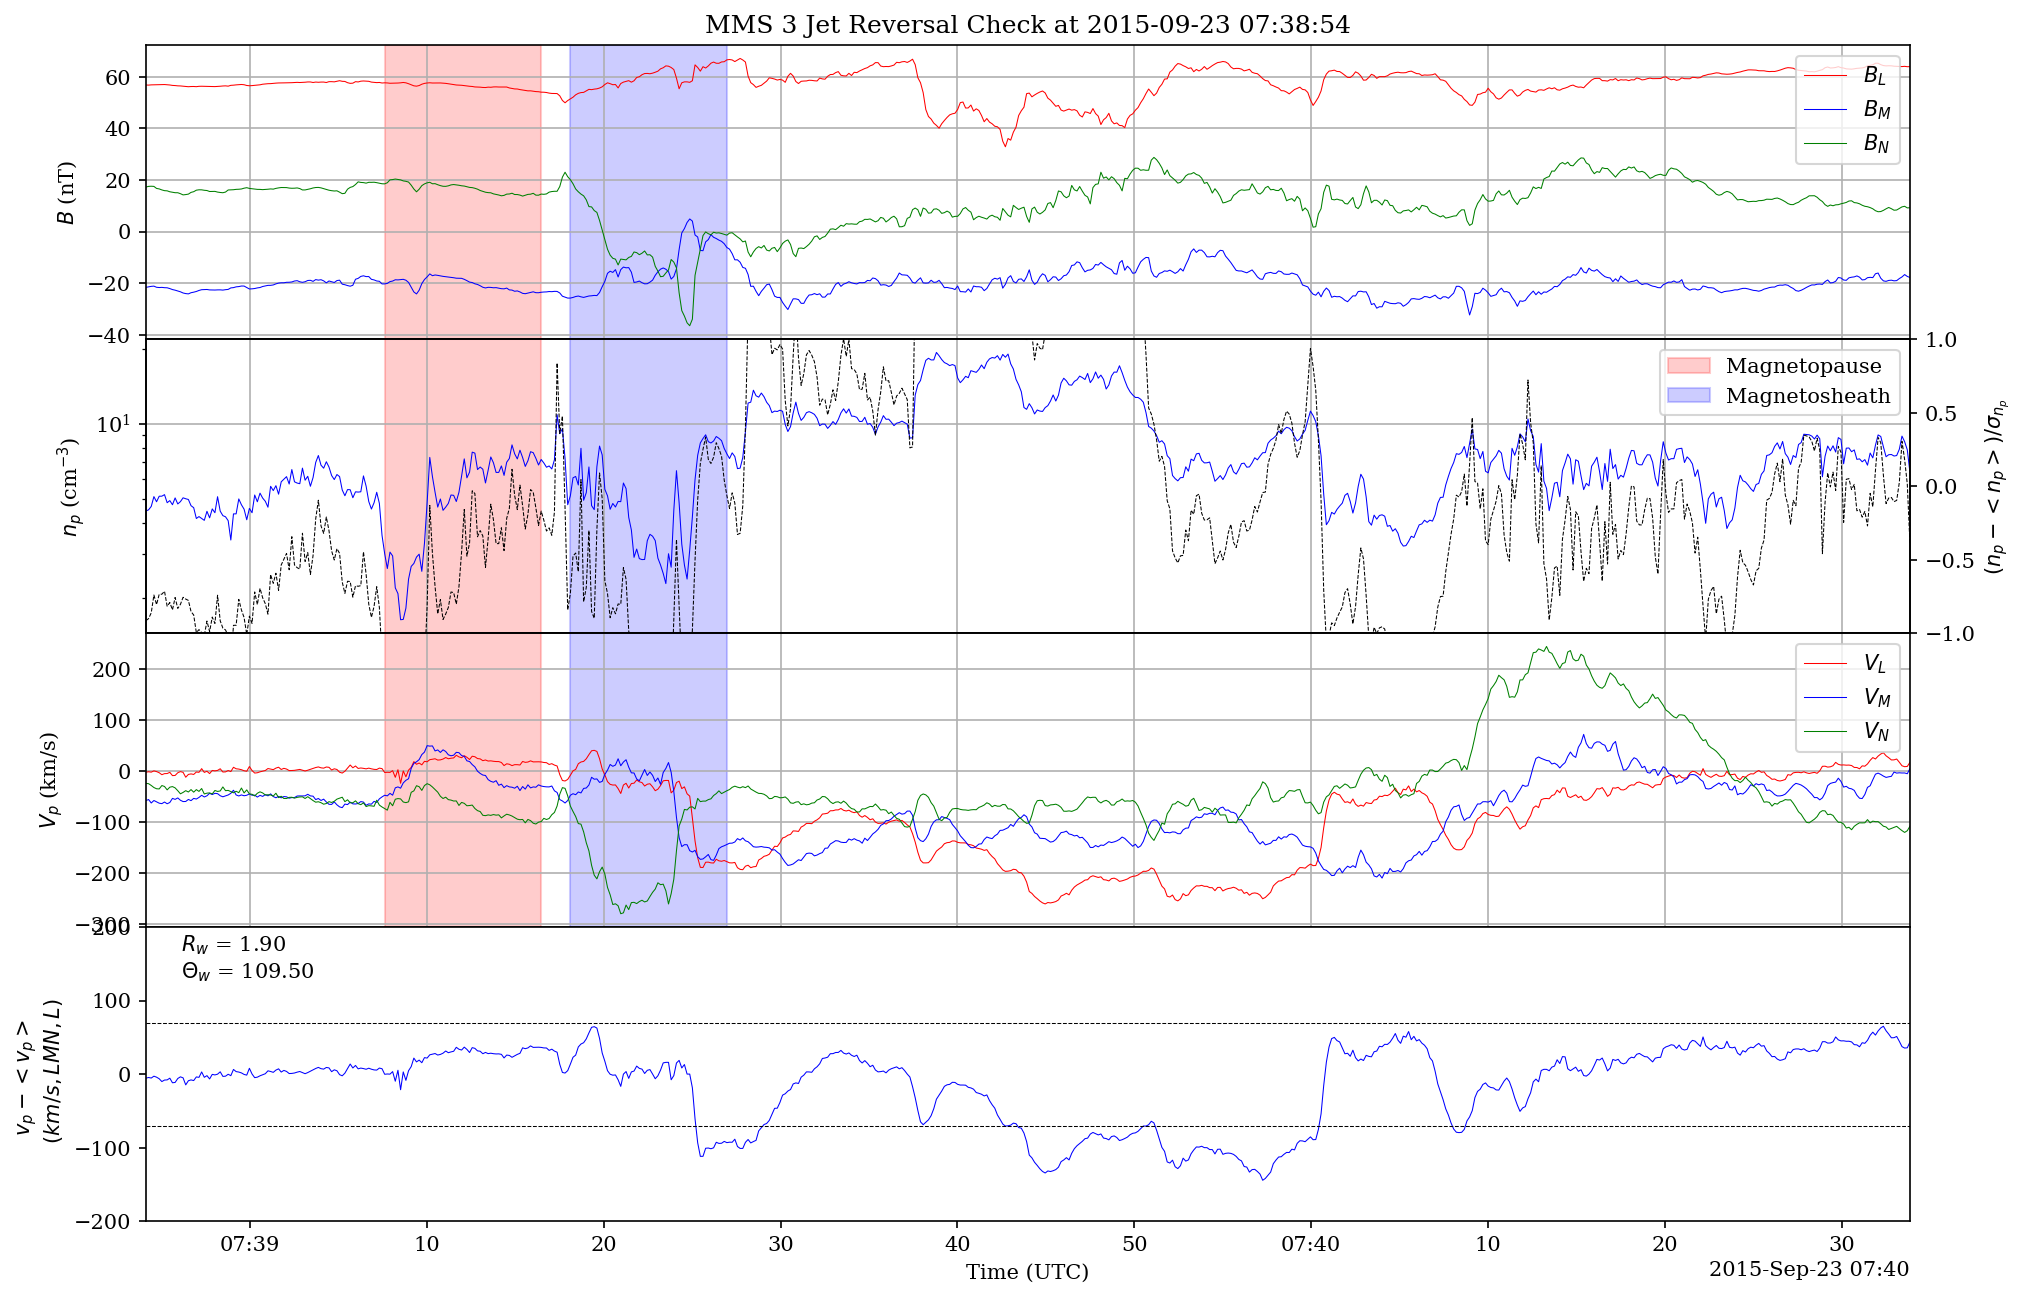 MMS 3 Jet Reversal Check at 2015-09-23 07:38:54
60
40
20
0
−20
−40
B (nT)
B_L
B_M
B_N
10^1
n_p (cm^−3)
Magnetopause
Magnetosheath
1.0
0.5
0.0
−0.5
−1.0
(n_p − < n_p >)/σ_{n_p}
200
100
0
−100
−200
−300
V_p (km/s)
V_L
V_M
V_N
200
100
0
−100
−200
v_p − < v_p >
(km/s, LMN, L)
R_w = 1.90
Θ_w = 109.50
07:39 10 20 30 40 50 07:40 10 20 30
Time (UTC)
2015-Sep-23 07:40